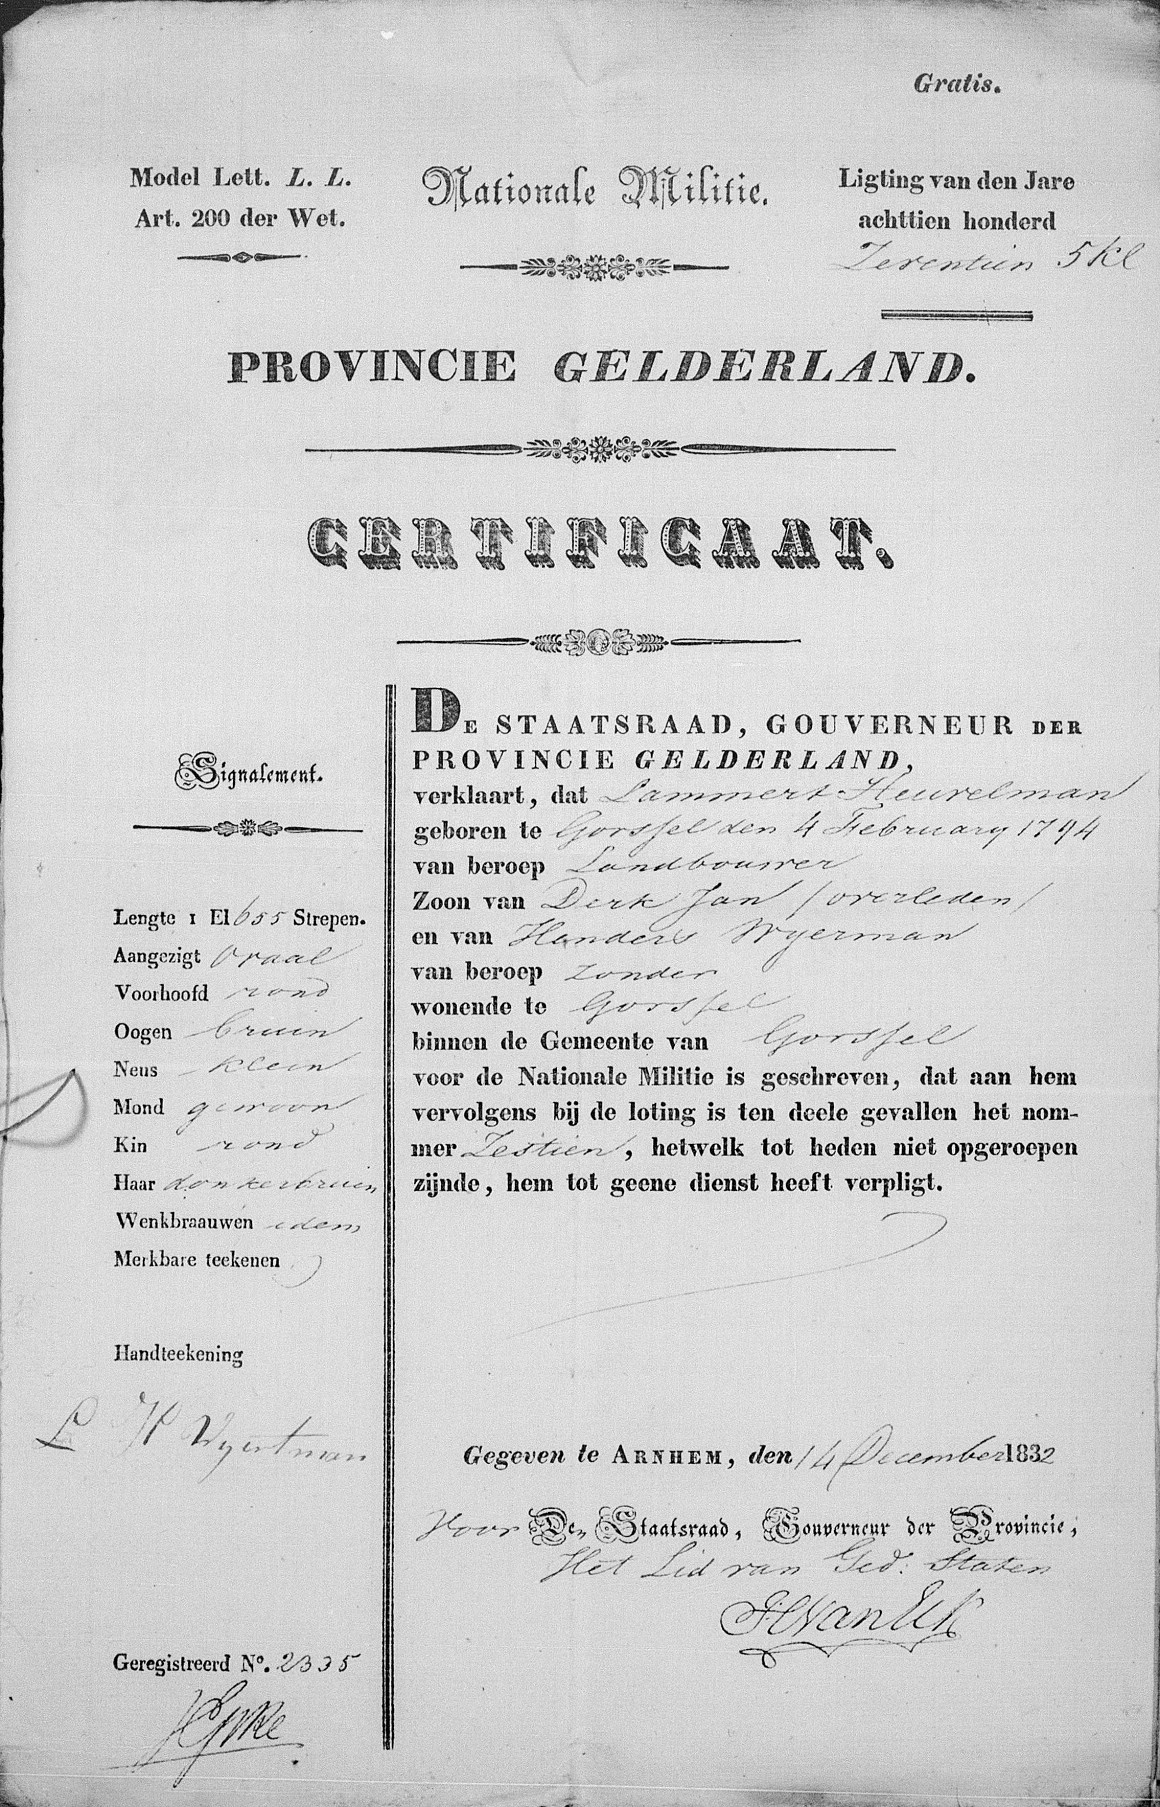 Gratis.
Model Lett. L. L.
Art. 200 der Wet.
Nationale Militie.
Ligting van den Jare
achttien honderd
Zeventien 5 Kl
PROVINCIE GELDERLAND.
CERTIFICAAT.
Signalement.
Lengte 1 El 655 Strepen.
Aangezigt Ovaal
Voorhoofd rond
Oogen bruin
Neus klein
Mond gewoon
Kin rond
Haar donkerbruin
Wenkbraauwen idem
Merkbare teekenen
Handteekening
L H
Geregistreerd No. 2335
DE STAATSRAAD, GOUVERNEUR DER
PROVINCIE GELDERLAND,
verklaart, dat Lammert Heuvelman
geboren te Gorssel den 4 February 1794
van beroep Landbouwer
Zoon van Derk Jan / overleden /
en van Wyerman
van beroep zonder
wonende te Gorssel
binnen de Gemeente van Gorssel
voor de Nationale Militie is geschreven, dat aan hem
vervolgens bij de loting is ten deele gevallen het nom-
mer Zestien, hetwelk tot heden niet opgeroepen
zijnde, hem tot geene dienst heeft verpligt.
Gegeven te ARNHEM, den 14 December 1832
Voor De Staatsraad, Gouverneur der Provincie,
Het Lid van Ged: Staten
van Eck